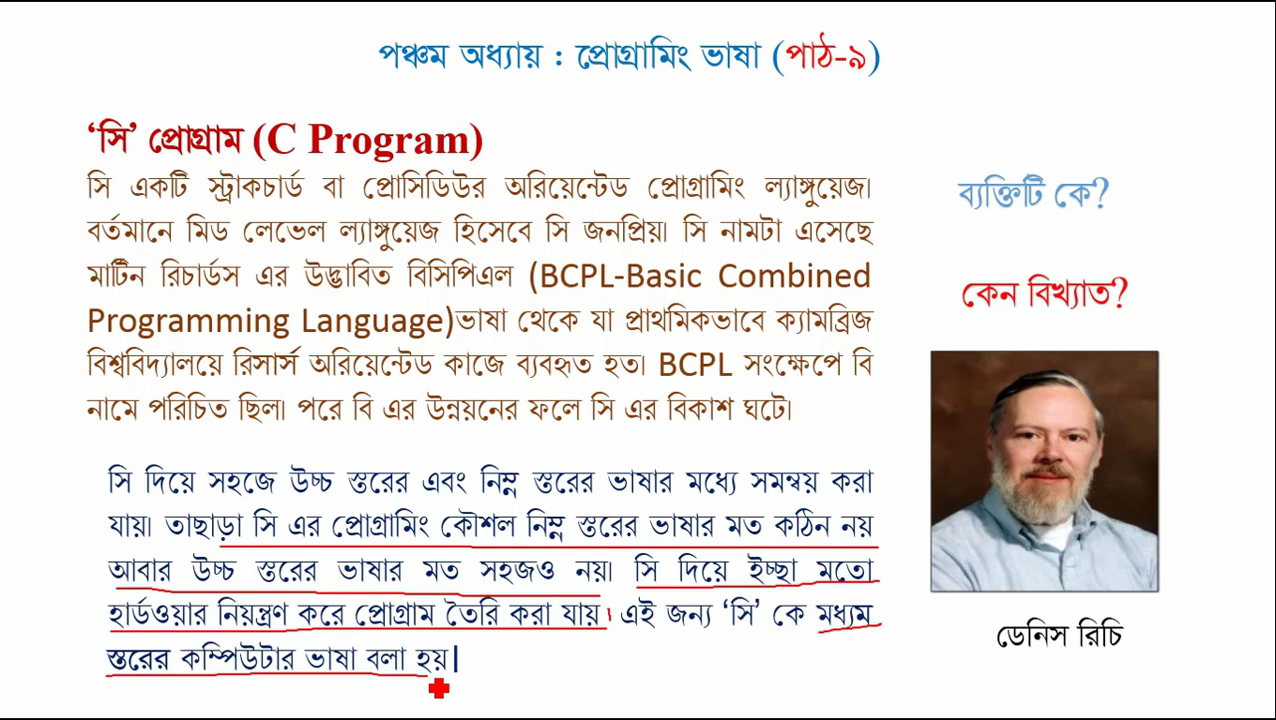 পঞ্চম অধ্যায় : প্রোগ্রামিং ভাষা (পাঠ-৯)
‘সি’ প্রোগ্রাম (C Program)
সি একটি স্ট্রাকচার্ড বা প্রোসিডিউর অরিয়েন্টেড প্রোগ্রামিং ল্যাঙ্গুয়েজ।
বর্তমানে মিড লেভেল ল্যাঙ্গুয়েজ হিসেবে সি জনপ্রিয়। সি নামটা এসেছে
মার্টিন রিচার্ডস এর উদ্ভাবিত বিসিপিএল (BCPL-Basic Combined
Programming Language)ভাষা থেকে যা প্রাথমিকভাবে ক্যামব্রিজ
বিশ্ববিদ্যালয়ে রিসার্স অরিয়েন্টেড কাজে ব্যবহৃত হত। BCPL সংক্ষেপে বি
নামে পরিচিত ছিল। পরে বি এর উন্নয়নের ফলে সি এর বিকাশ ঘটে।
সি দিয়ে সহজে উচ্চ স্তরের এবং নিম্ন স্তরের ভাষার মধ্যে সমন্বয় করা
যায়। তাছাড়া সি এর প্রোগ্রামিং কৌশল নিম্ন স্তরের ভাষার মত কঠিন নয়
আবার উচ্চ স্তরের ভাষার মত সহজও নয়। সি দিয়ে ইচ্ছা মতো
হার্ডওয়ার নিয়ন্ত্রণ করে প্রোগ্রাম তৈরি করা যায়। এই জন্য ‘সি’ কে মধ্যম
স্তরের কম্পিউটার ভাষা বলা হয়|
ব্যক্তিটি কে?
কেন বিখ্যাত?
ডেনিস রিচি